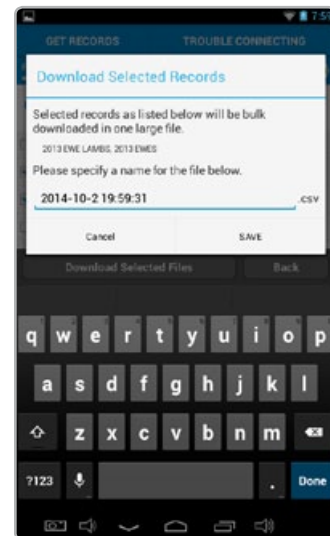 7:59
GET RECORDS
TROUBLE CONNECTING
Download Selected Records
Selected records as listed below will be bulk
downloaded in one large file.
2013 EWE LAMBS, 2013 EWES
Please specify a name for the file below.
2014-10-2 19:59:31
.csv
Cancel
SAVE
Download Selected Files
Back
q w e r t y u i o p
a s d f g h j k l
z x c v b n m
?123
.
Done